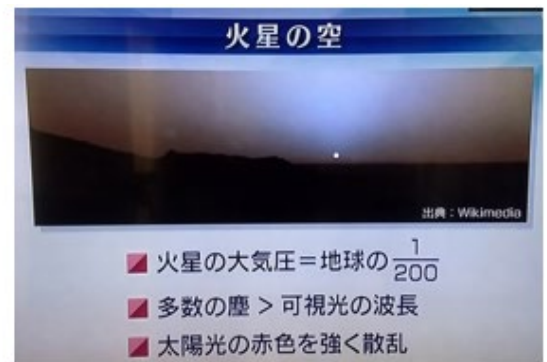 火星の空
出典：Wikimedia
火星の大気圧＝地球の1/200
多数の塵 > 可視光の波長
太陽光の赤色を強く散乱